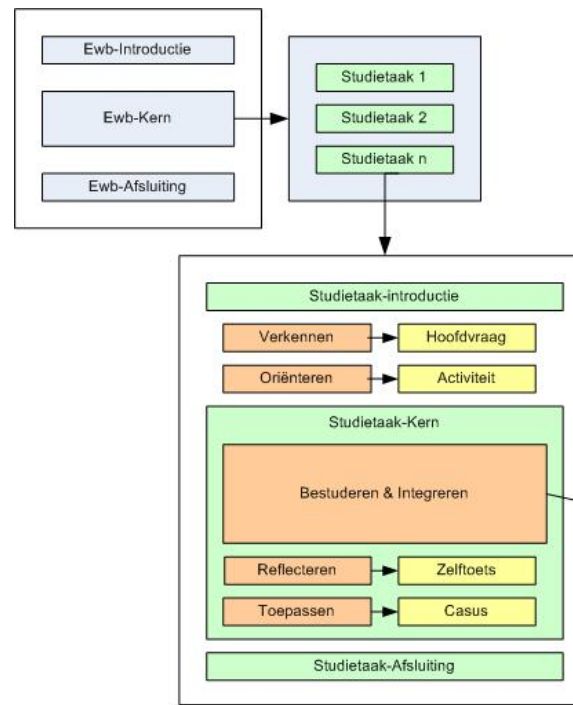 Ewb-Introductie
Ewb-Kern
Ewb-Afsluiting
Studietaak 1
Studietaak 2
Studietaak n
Studietaak-introductie
Verkennen
Hoofdvraag
Oriënteren
Activiteit
Studietaak-Kern
Bestuderen & Integreren
Reflecteren
Zelftoets
Toepassen
Casus
Studietaak-Afsluiting